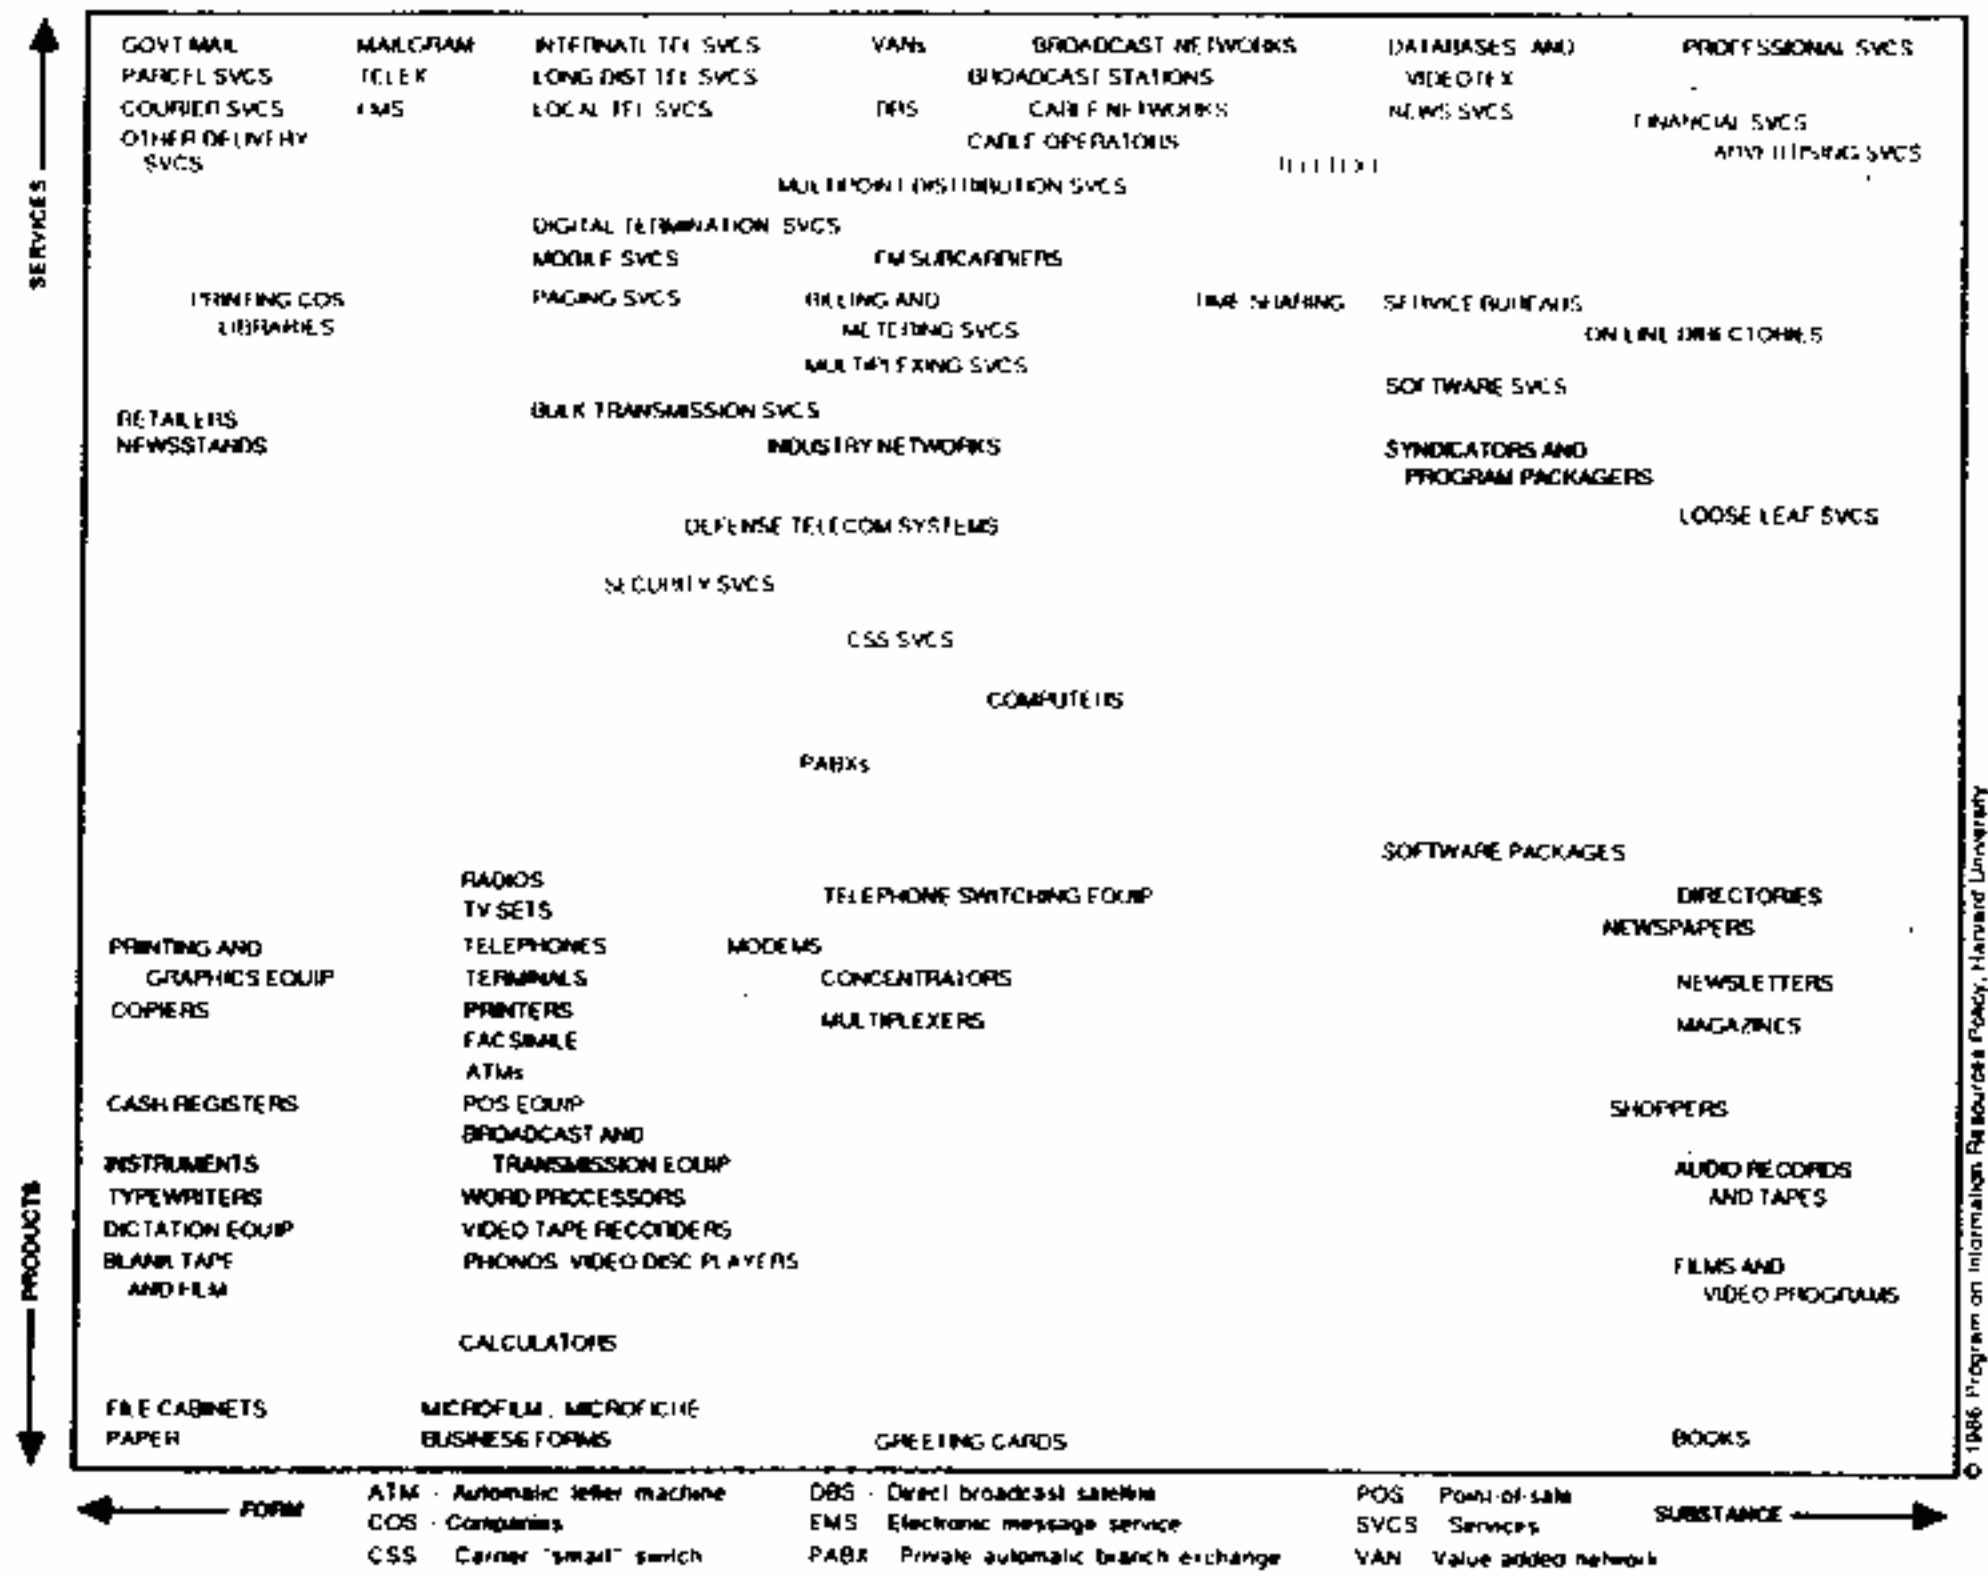 GOVT MAIL MAILGRAM INTERNATL TEL SVCS VANs BROADCAST NETWORKS DATABASES AND PROFESSIONAL SVCS
PARCEL SVCS TELEX LONG DIST TEL SVCS BROADCAST STATIONS VIDEOTEX
COURIER SVCS EMS LOCAL TEL SVCS DBS CABLE NETWORKS NEWS SVCS FINANCIAL SVCS
OTHER DELIVERY CABLE OPERATORS ADVERTISING SVCS
SVCS
MULTIPOINT DISTRIBUTION SVCS
DIGITAL TERMINATION SVCS
SERVICES
MOBILE SVCS FM SUBCARRIERS
PRINTING COS PAGING SVCS BILLING AND TIME SHARING SERVICE BUREAUS
LIBRARIES METERING SVCS ON LINE DIRECTORIES
MULTIPLEXING SVCS
SOFTWARE SVCS
RETAILERS BULK TRANSMISSION SVCS
NEWSSTANDS INDUSTRY NETWORKS SYNDICATORS AND
PROGRAM PACKAGERS
DEFENSE TELECOM SYSTEMS LOOSE LEAF SVCS
SECURITY SVCS
CSS SVCS
COMPUTERS
PABXs
SOFTWARE PACKAGES
RADIOS TELEPHONE SWITCHING EQUIP DIRECTORIES
TV SETS NEWSPAPERS
PRINTING AND TELEPHONES MODEMS
GRAPHICS EQUIP TERMINALS CONCENTRATORS NEWSLETTERS
COPIERS PRINTERS MULTIPLEXERS MAGAZINES
FACSIMILE
ATMs
CASH REGISTERS POS EQUIP SHOPPERS
BROADCAST AND
INSTRUMENTS TRANSMISSION EQUIP AUDIO RECORDS
TYPEWRITERS WORD PROCESSORS AND TAPES
DICTATION EQUIP VIDEO TAPE RECORDERS
PRODUCTS
BLANK TAPE PHONOS, VIDEO DISC PLAYERS FILMS AND
AND FILM VIDEO PROGRAMS
CALCULATORS
FILE CABINETS MICROFILM, MICROFICHE
PAPER BUSINESS FORMS GREETING CARDS BOOKS
© 1986 Program on Information Resources Policy, Harvard University
FORM SUBSTANCE
ATM - Automatic teller machine DBS - Direct broadcast satellite POS Point-of-sale
COS - Companies EMS Electronic message service SVCS Services
CSS Carrier "smart" switch PABX Private automatic branch exchange VAN Value added network